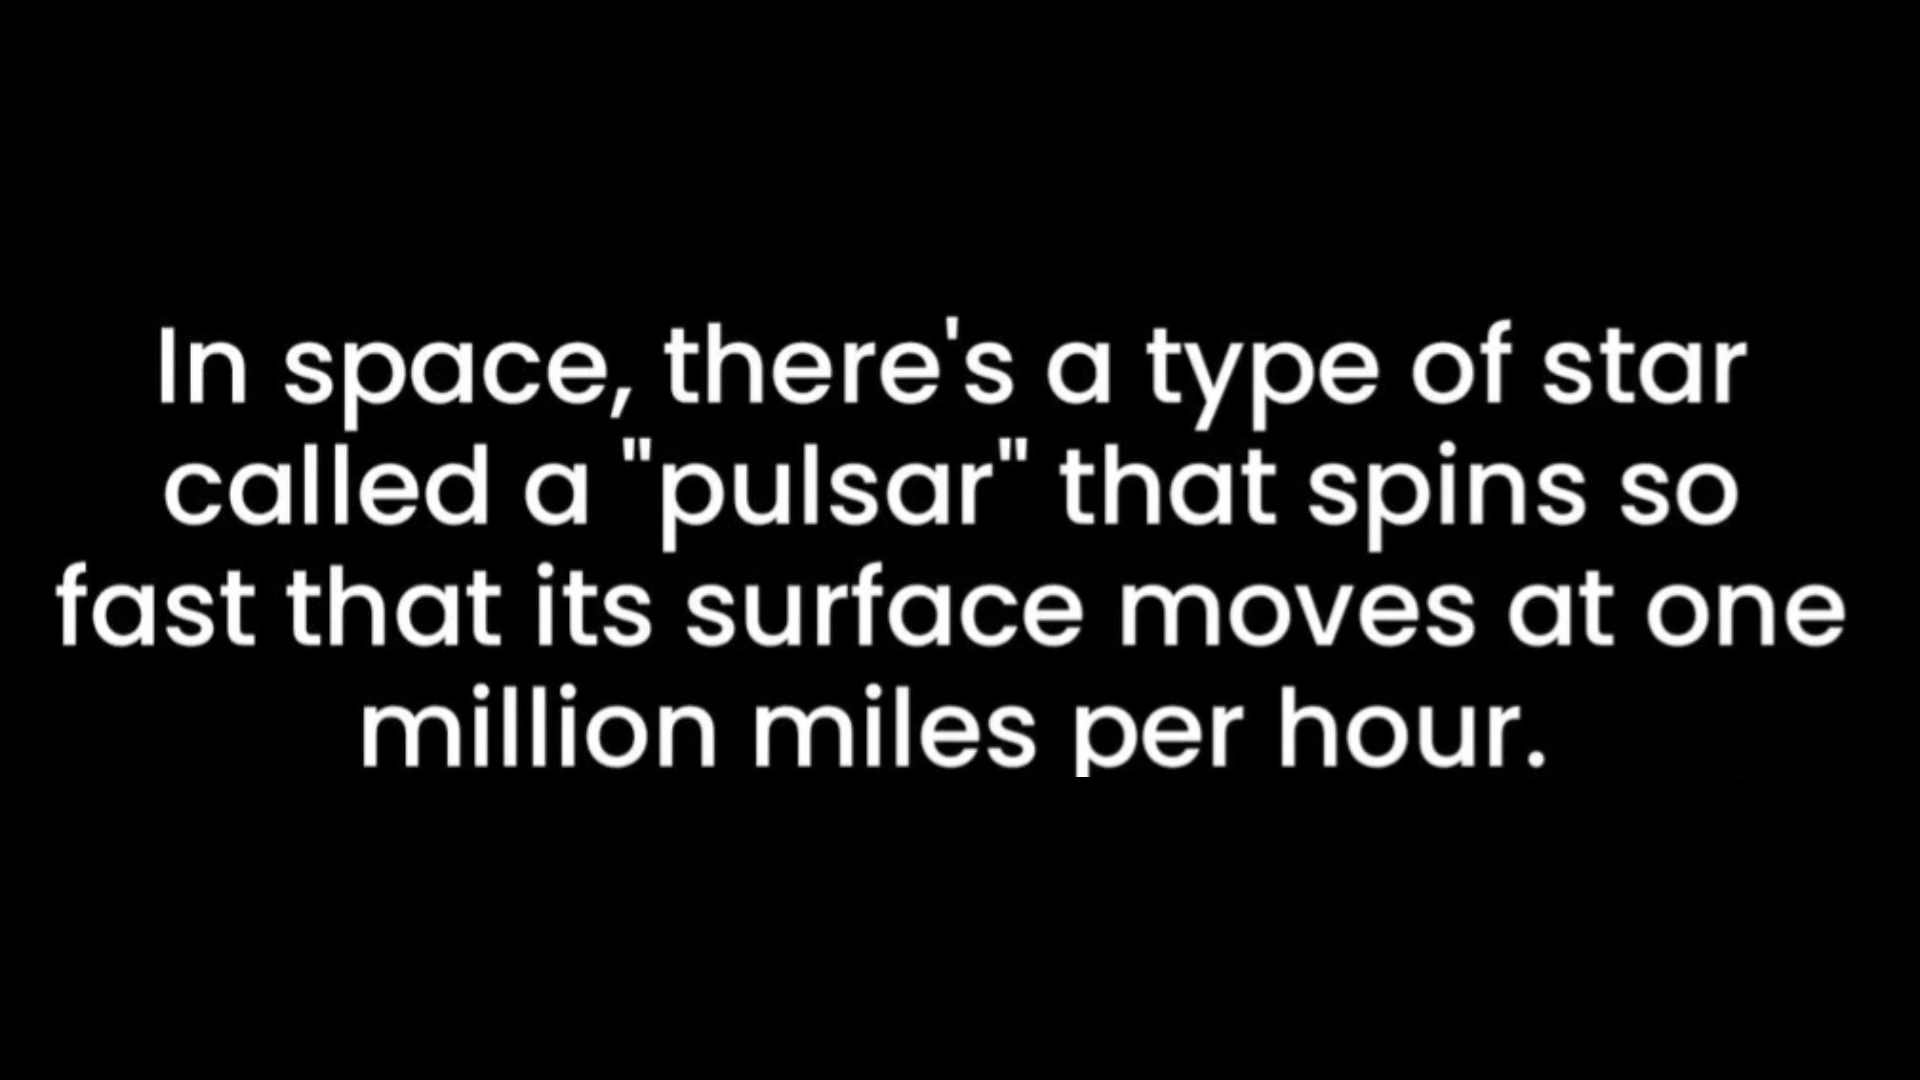 In space, there's a type of star
called a "pulsar" that spins so
fast that its surface moves at one
million miles per hour.